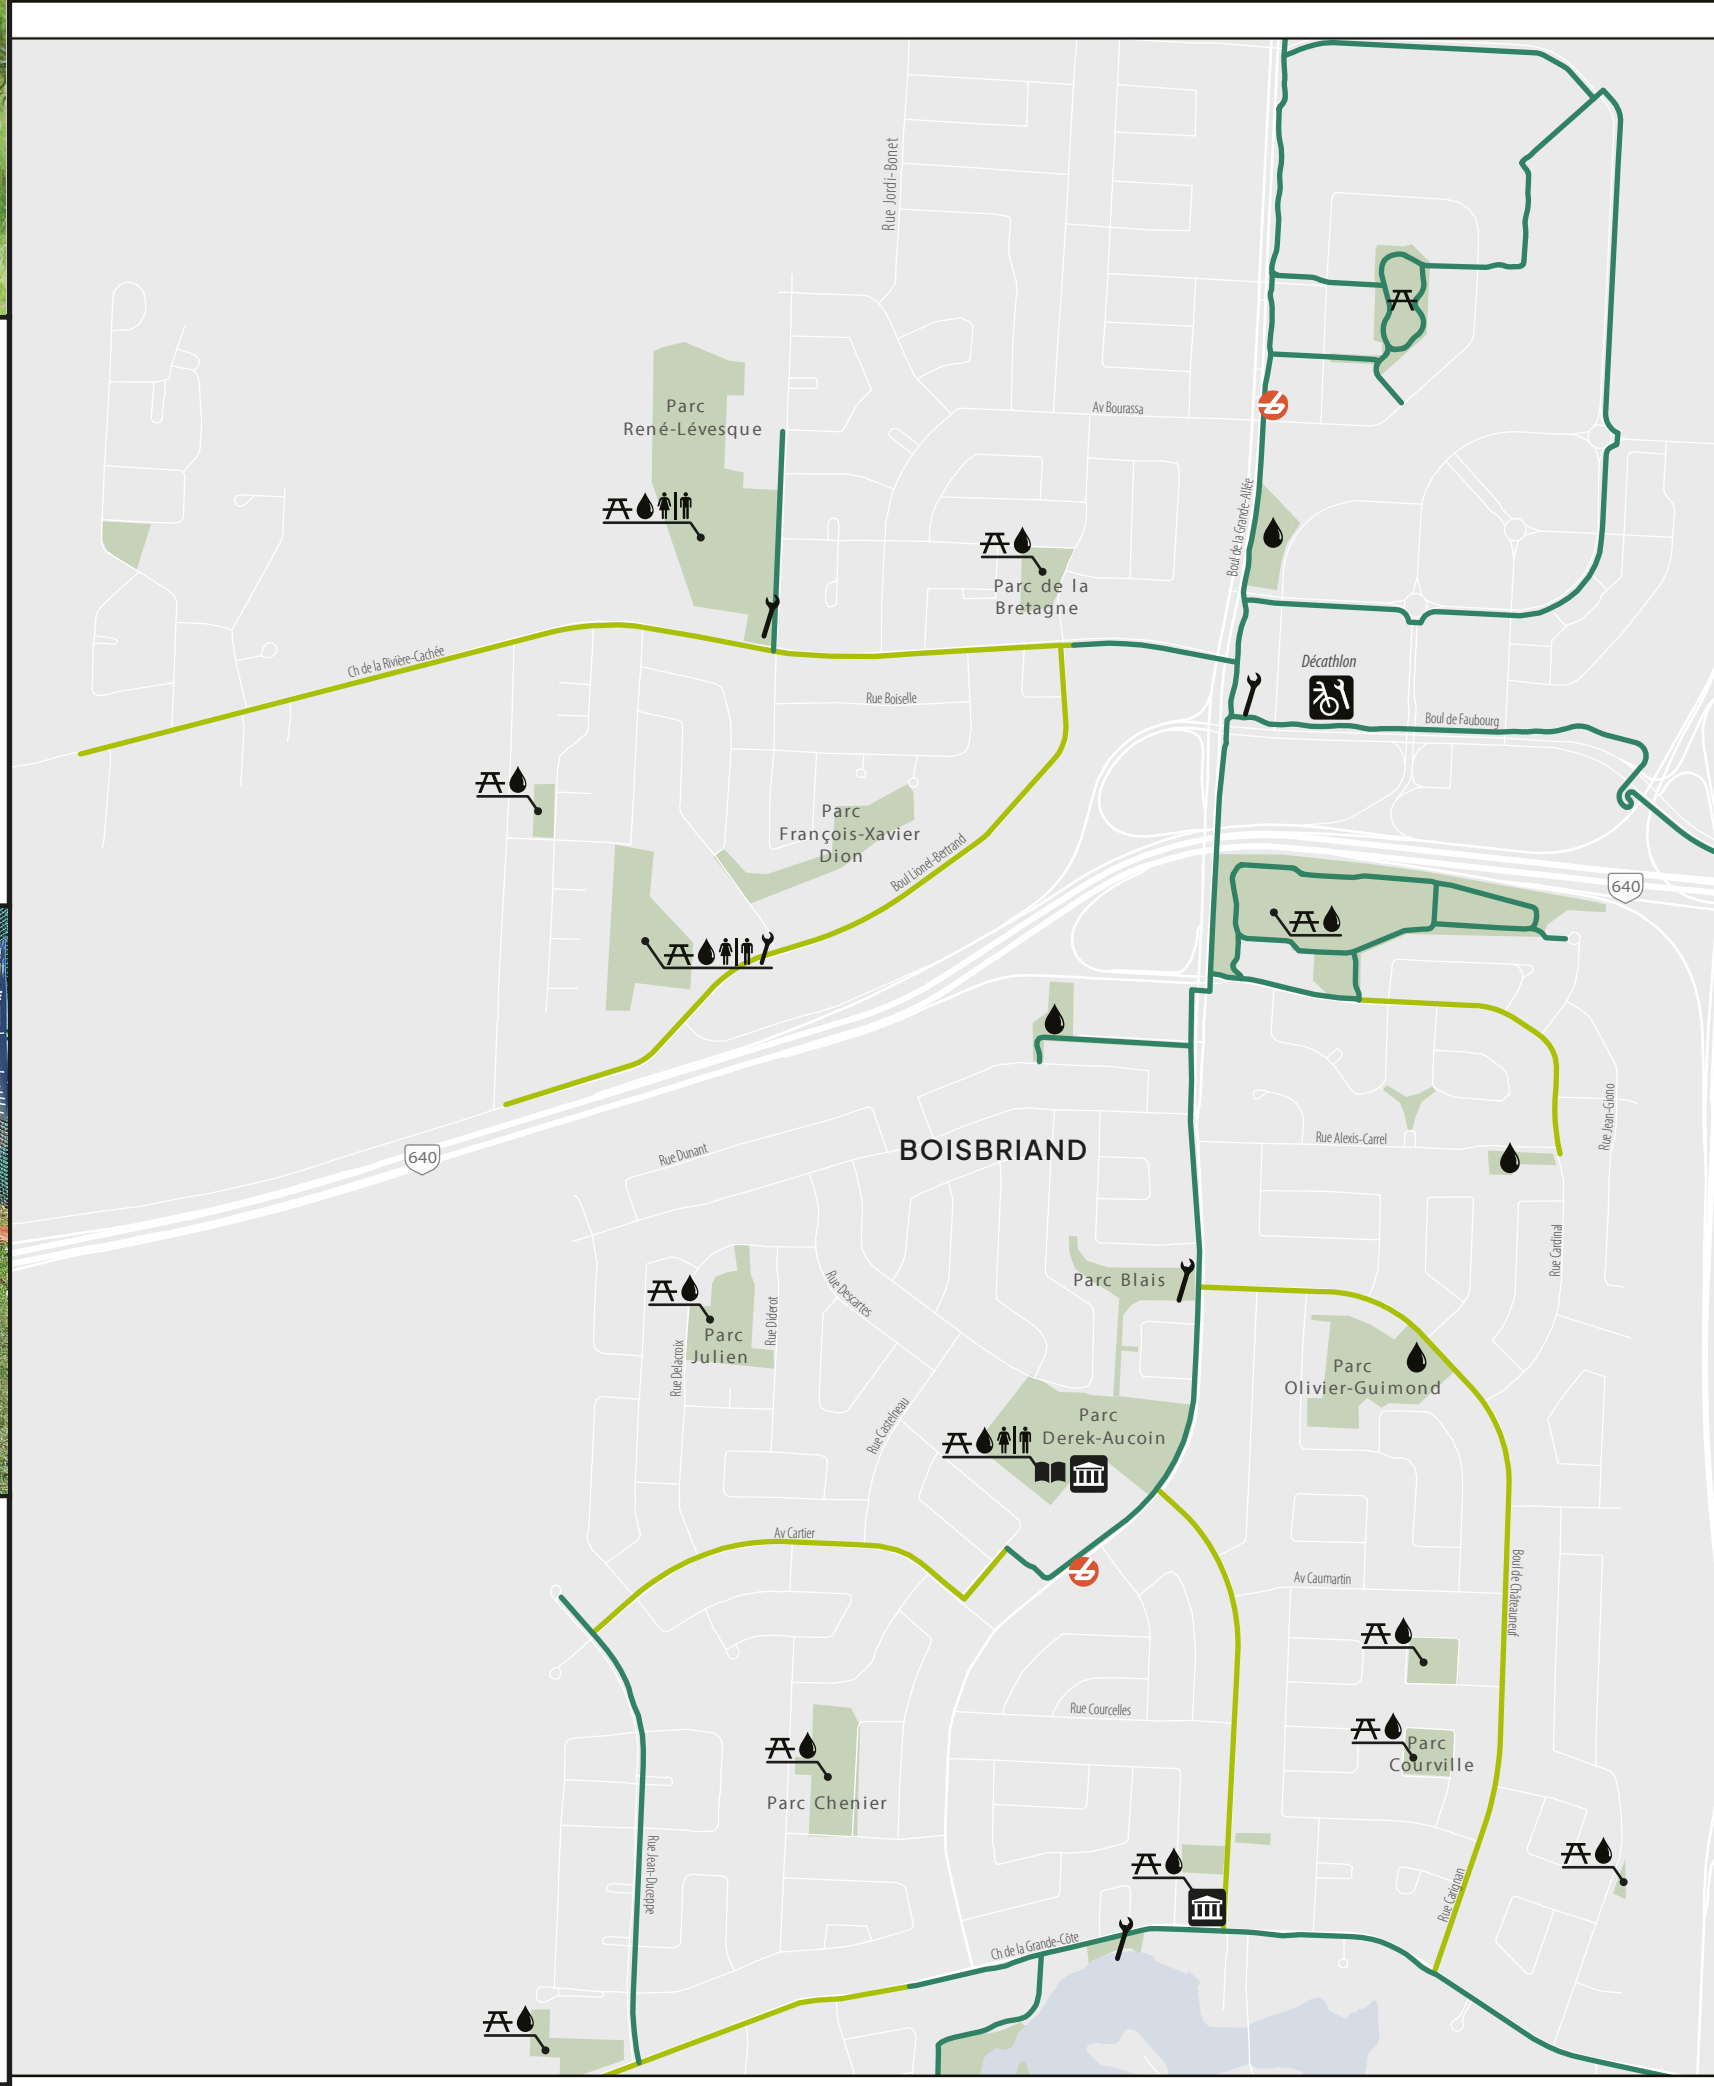 Rue Jordi-Bonet
Parc
René-Lévesque
Av Bourassa
Boul de la Grande-Allée
Parc de la
Bretagne
Ch de la Rivière-Cachée
Rue Boiselle
Décathlon
Boul de Faubourg
Parc
François-Xavier
Dion
Boul Lionel-Bertrand
640
640
BOISBRIAND
Rue Dunant
Rue Alexis-Carrel
Rue Jean-Giono
Rue Cardinal
Parc Blais
Rue Descartes
Rue Diderot
Rue Delacroix
Parc
Julien
Parc
Olivier-Guimond
Rue Castelneau
Parc
Derek-Aucoin
Av Cartier
Av Caumartin
Boul de Châteauneuf
Rue Courcelles
Parc
Courville
Parc Chenier
Rue Jean-Duceppe
Rue Carignan
Ch de la Grande-Côte